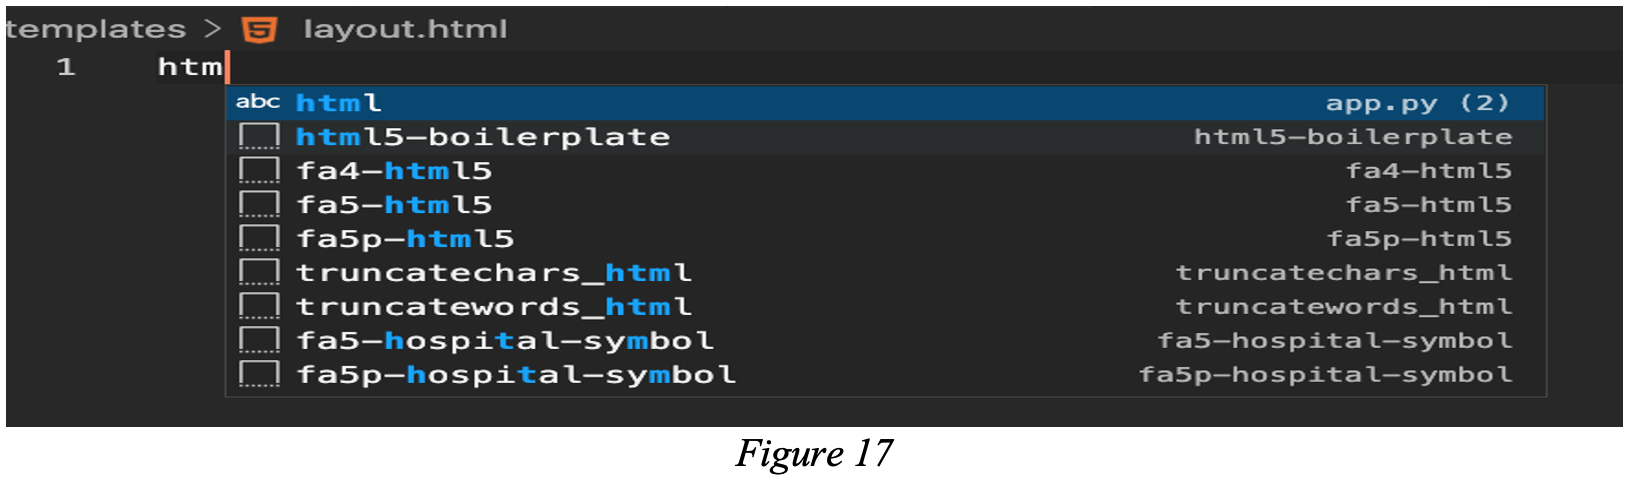 templates > layout.html
1 htm
abc html app.py (2)
html5-boilerplate html5-boilerplate
fa4-html5 fa4-html5
fa5-html5 fa5-html5
fa5p-html5 fa5p-html5
truncatechars_html truncatechars_html
truncatewords_html truncatewords_html
fa5-hospital-symbol fa5-hospital-symbol
fa5p-hospital-symbol fa5p-hospital-symbol
Figure 17